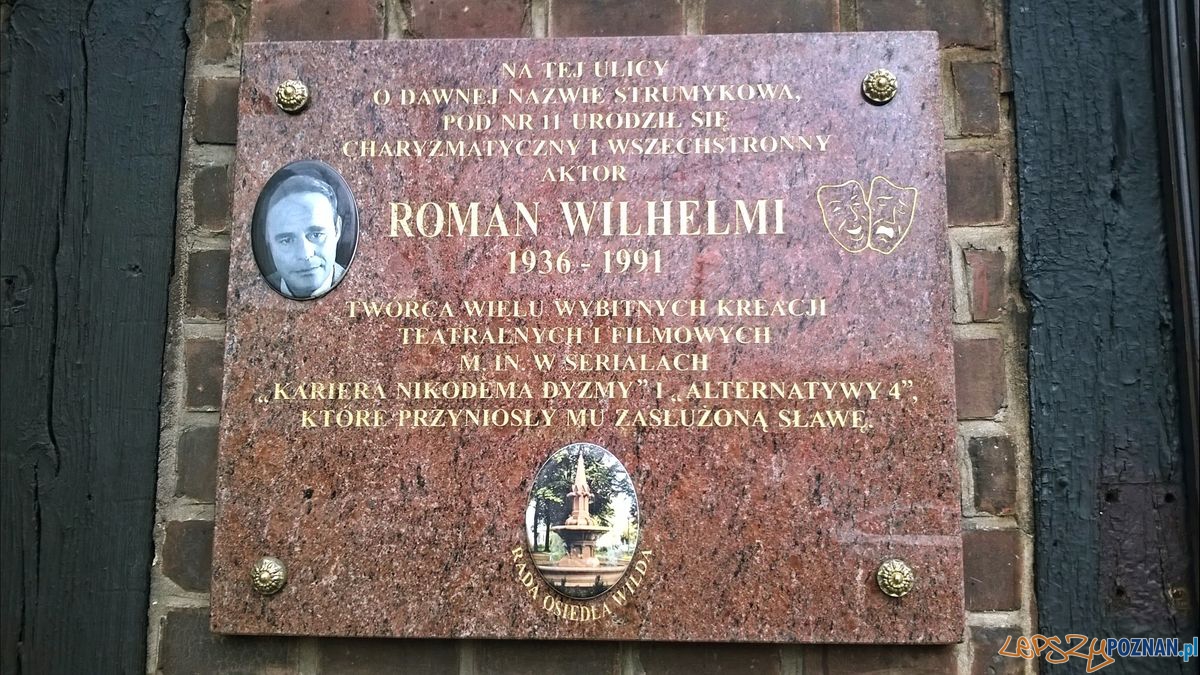 NA TEJ ULICY
O DAWNEJ NAZWIE STRUMYKOWA,
POD NR 11 URODZIŁ SIĘ
CHARYZMATYCZNY I WSZECHSTRONNY
AKTOR
ROMAN WILHELMI
1936 - 1991
TWÓRCA WIELU WYBITNYCH KREACJI
TEATRALNYCH I FILMOWYCH
M. IN. W SERIALACH
„KARIERA NIKODEMA DYZMY” I „ALTERNATYWY 4”,
KTÓRE PRZYNIOSŁY MU ZASŁUŻONĄ SŁAWĘ.
RADA OSIEDLA WILDA
LEPSZYPOZNAN.pl